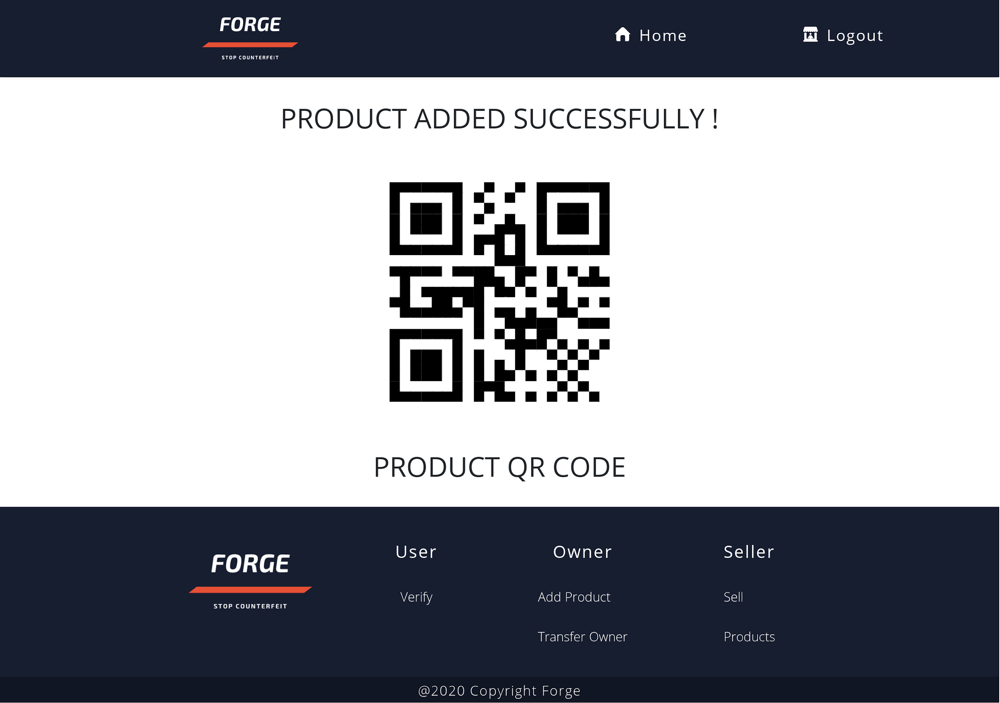 FORGE
STOP COUNTERFEIT
Home
Logout
PRODUCT ADDED SUCCESSFULLY !
PRODUCT QR CODE
FORGE
STOP COUNTERFEIT
User
Verify
Owner
Add Product
Transfer Owner
Seller
Sell
Products
@2020 Copyright Forge